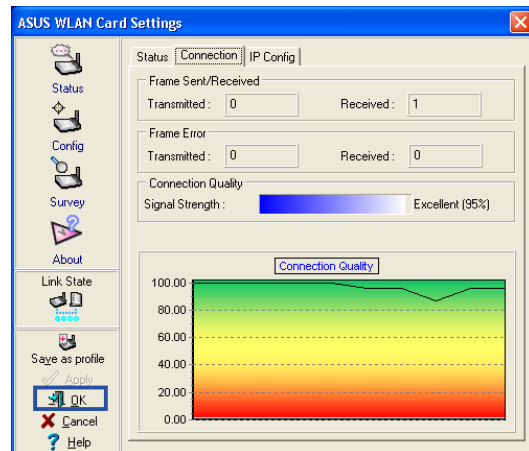 ASUS WLAN Card Settings
Status
Config
Survey
About
Link State
Save as profile
Apply
OK
Cancel
Help
Status Connection IP Config
Frame Sent/Received
Transmitted : 0 Received : 1
Frame Error
Transmitted : 0 Received : 0
Connection Quality
Signal Strength : Excellent (95%)
Connection Quality
100.00
80.00
60.00
40.00
20.00
0.00